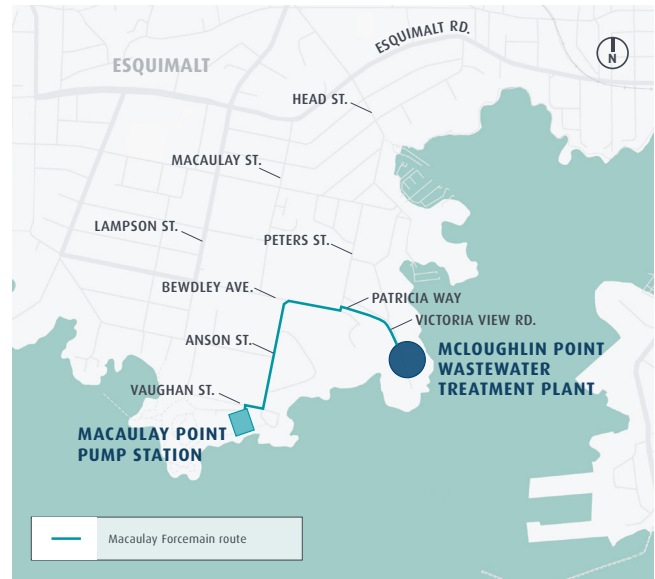 ESQUIMALT RD.
N
ESQUIMALT
HEAD ST.
MACAULAY ST.
LAMPSON ST.
PETERS ST.
BEWDLEY AVE.
PATRICIA WAY
VICTORIA VIEW RD.
ANSON ST.
MCLOUGHLIN POINT
WASTEWATER
TREATMENT PLANT
VAUGHAN ST.
MACAULAY POINT
PUMP STATION
Macaulay Forcemain route